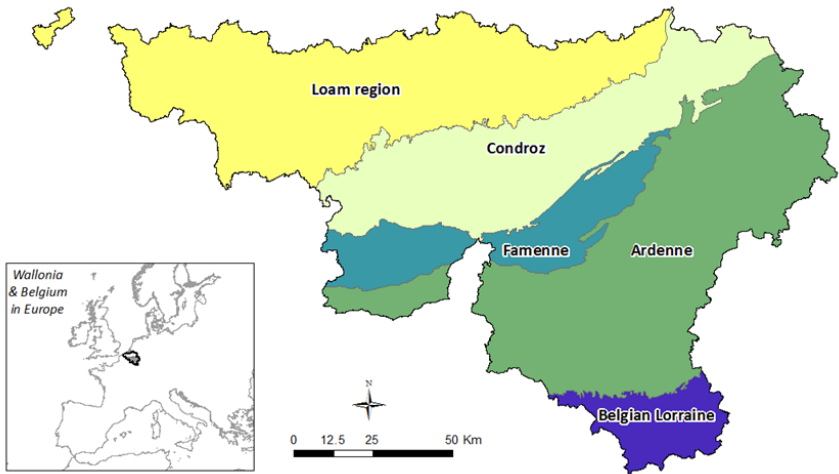 Loam region
Condroz
Famenne
Ardenne
Belgian Lorraine
Wallonia
& Belgium
in Europe
N
0 12.5 25 50 Km